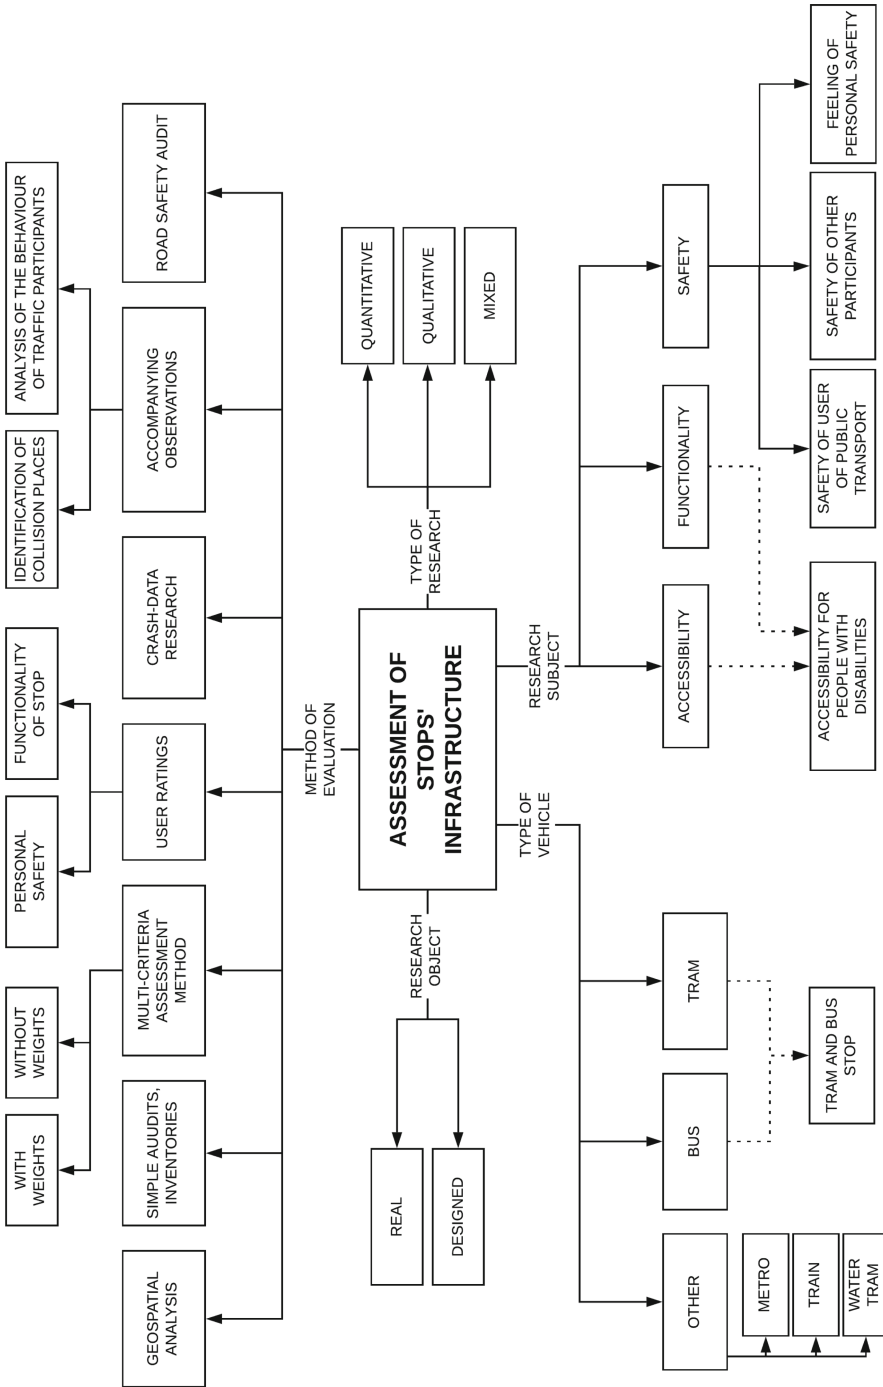 WITH
WEIGHTS
WITHOUT
WEIGHTS
PERSONAL
SAFETY
FUNCTIONALITY
OF STOP
IDENTIFICATION OF
COLLISION PLACES
ANALYSIS OF THE BEHAVIOUR
OF TRAFFIC PARTICIPANTS
GEOSPATIAL
ANALYSIS
SIMPLE AUUDITS,
INVENTORIES
MULTI-CRITERIA
ASSESSMENT
METHOD
USER RATINGS
CRASH-DATA
RESEARCH
ACCOMPANYING
OBSERVATIONS
ROAD SAFETY AUDIT
METHOD OF
EVALUATION
REAL
DESIGNED
RESEARCH
OBJECT
ASSESSMENT OF
STOPS'
INFRASTRUCTURE
TYPE OF
RESEARCH
QUANTITATIVE
QUALITATIVE
MIXED
TYPE OF
VEHICLE
RESEARCH
SUBJECT
OTHER
BUS
TRAM
ACCESSIBILITY
FUNCTIONALITY
SAFETY
METRO
TRAIN
WATER
TRAM
TRAM AND BUS
STOP
ACCESSIBILITY FOR
PEOPLE WITH
DISABILITIES
SAFETY OF USER
OF PUBLIC
TRANSPORT
SAFETY OF OTHER
PARTICIPANTS
FEELING OF
PERSONAL SAFETY